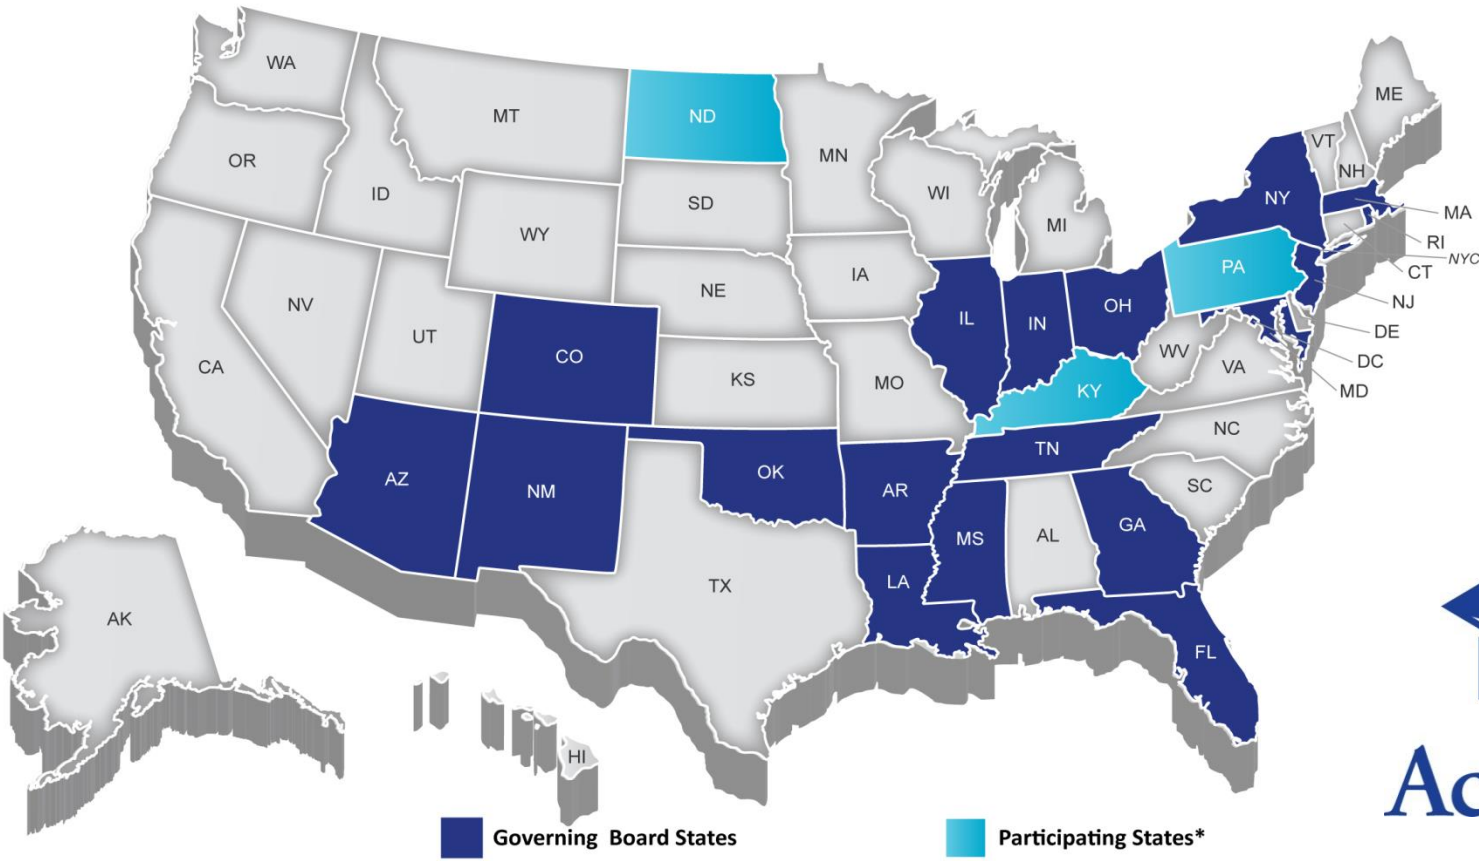 WA
MT
ND
MN
ME
VT
NH
OR
ID
SD
WI
MI
NY
MA
WY
RI
NYC
CT
NV
UT
NE
IA
PA
NJ
CA
CO
KS
MO
IL
IN
OH
WV
VA
DE
DC
MD
KY
AZ
NM
OK
AR
TN
NC
SC
MS
AL
GA
TX
LA
FL
AK
HI
Ac
Governing Board States
Participating States*